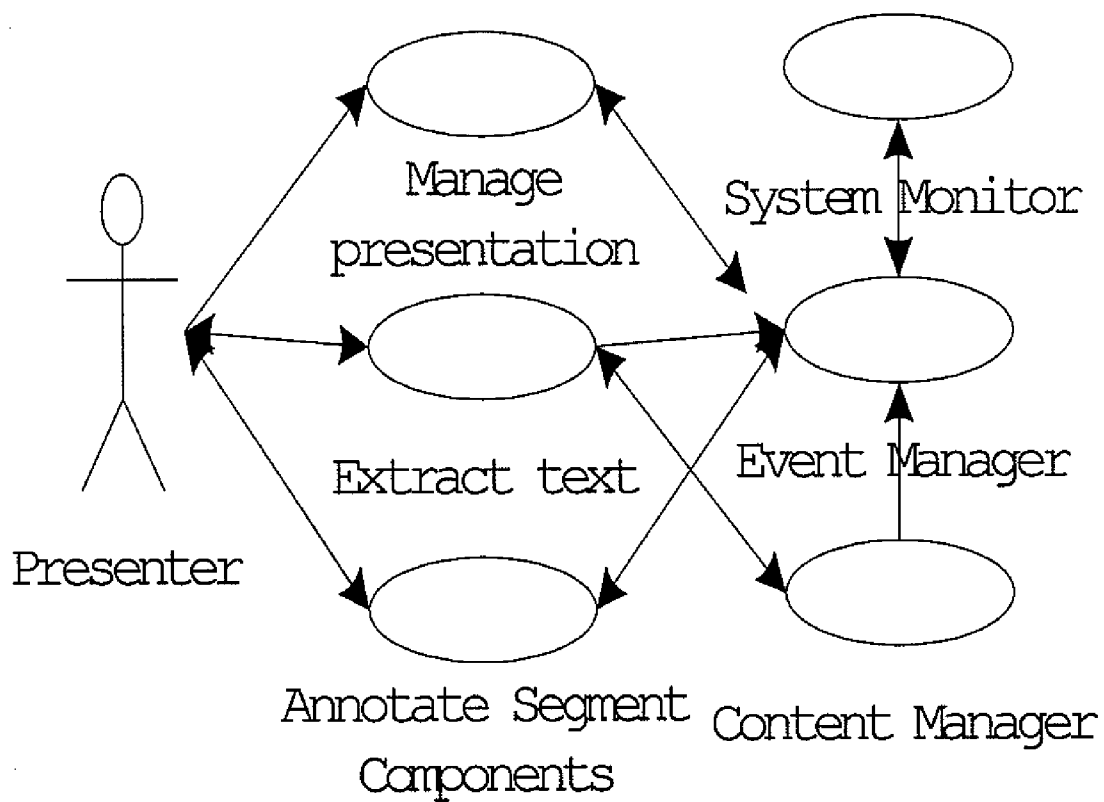 Manage
presentation
System Monitor
Extract text
Event Manager
Presenter
Annotate Segment
Components
Content Manager